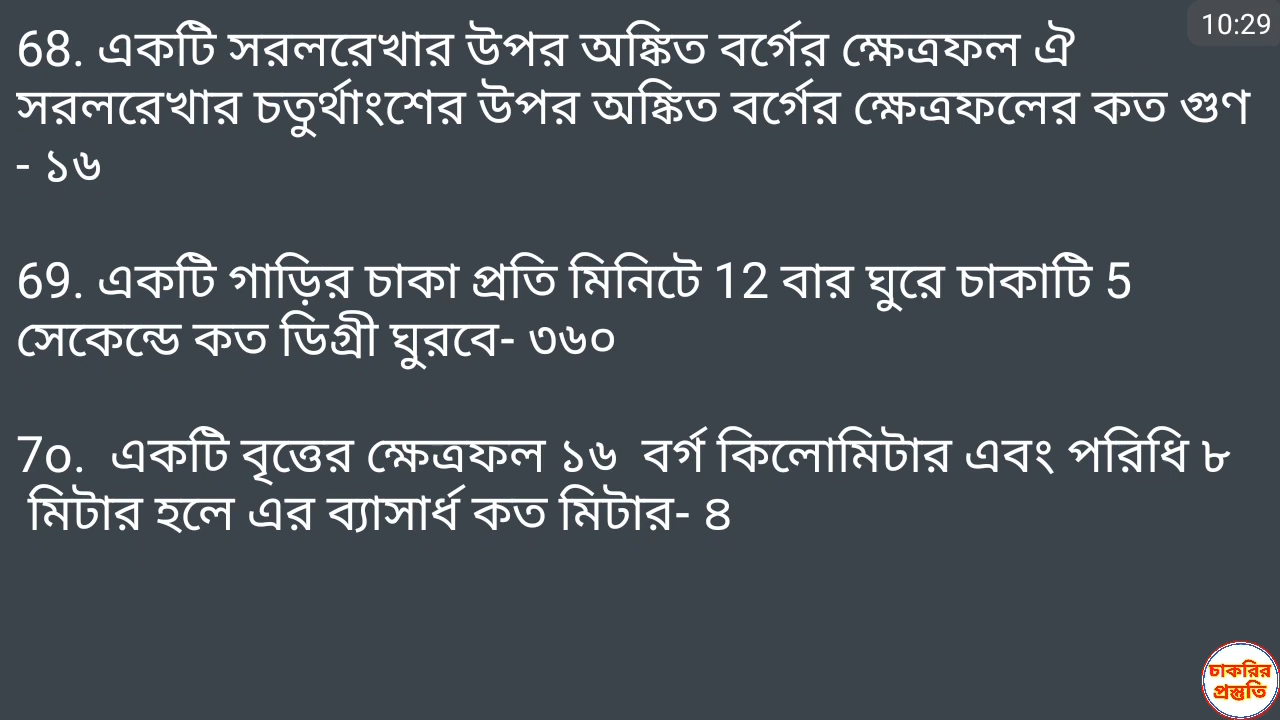 10:29
68. একটি সরলরেখার উপর অঙ্কিত বর্গের ক্ষেত্রফল ঐ
সরলরেখার চতুর্থাংশের উপর অঙ্কিত বর্গের ক্ষেত্রফলের কত গুণ
- ১৬
69. একটি গাড়ির চাকা প্রতি মিনিটে 12 বার ঘুরে চাকাটি 5
সেকেন্ডে কত ডিগ্রী ঘুরবে- ৩৬০
7০. একটি বৃত্তের ক্ষেত্রফল ১৬ বর্গ কিলোমিটার এবং পরিধি ৮
মিটার হলে এর ব্যাসার্ধ কত মিটার- ৪
চাকরির
প্রস্তুতি